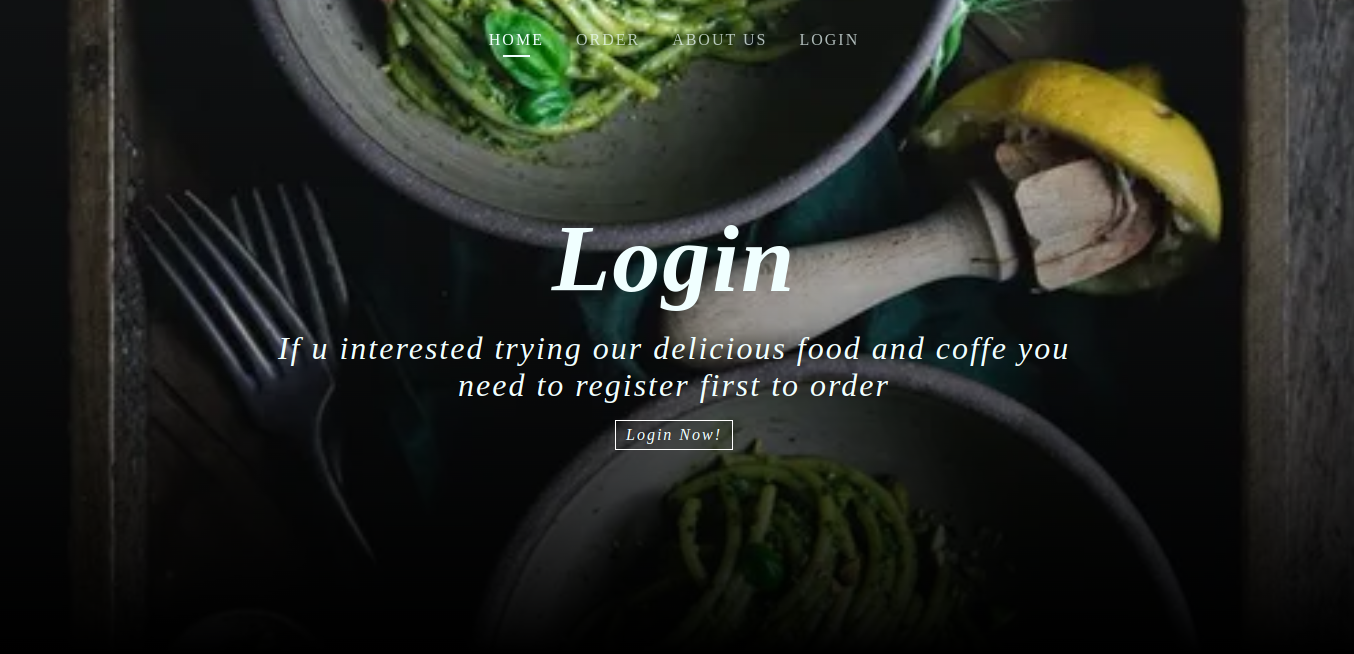 HOME ORDER ABOUT US LOGIN
Login
If u interested trying our delicious food and coffe you
need to register first to order
Login Now!